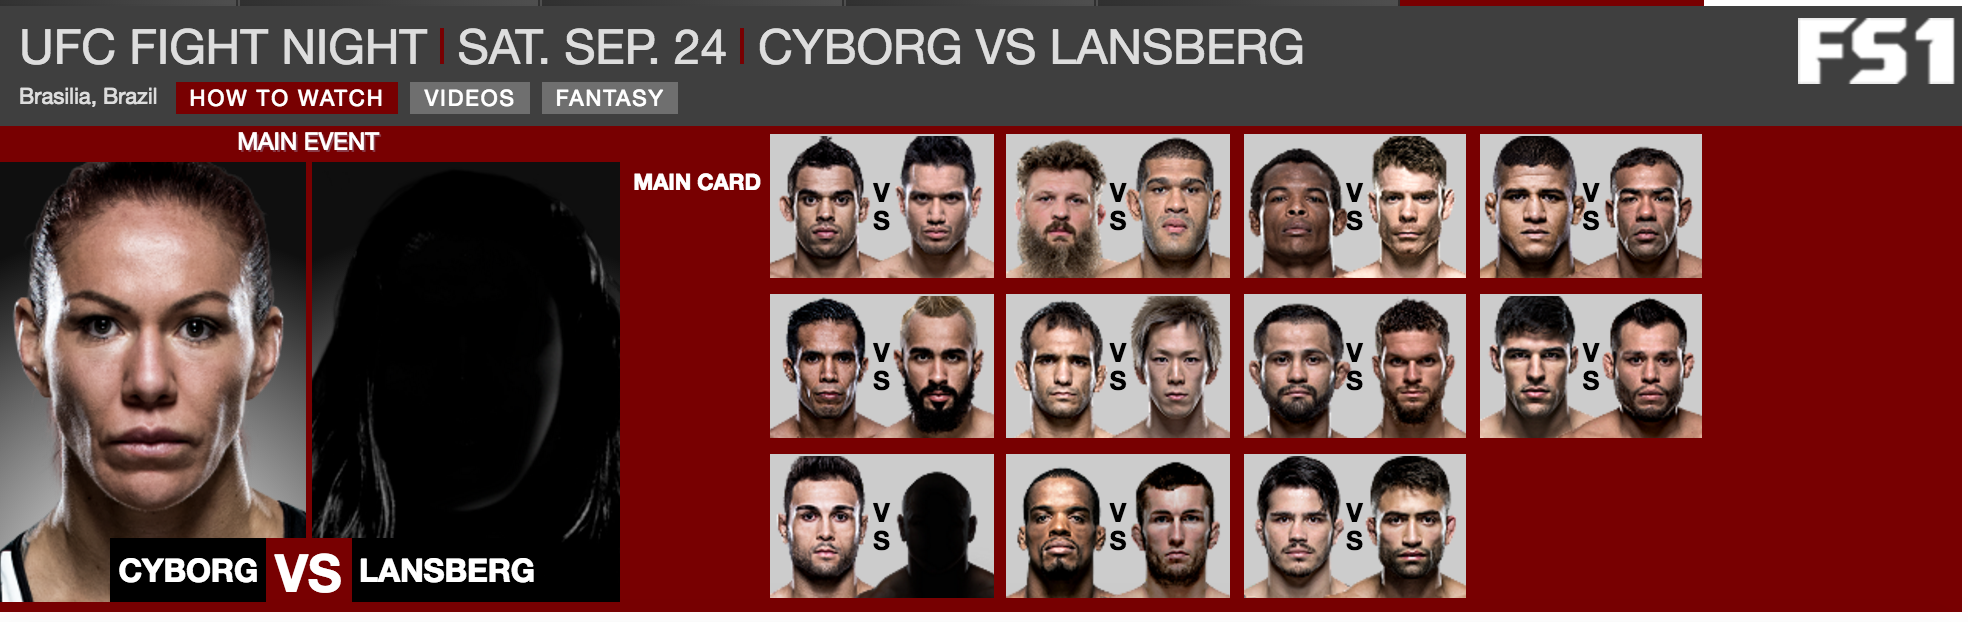 UFC FIGHT NIGHT | SAT. SEP. 24 | CYBORG VS LANSBERG
FS1
Brasilia, Brazil HOW TO WATCH VIDEOS FANTASY
MAIN EVENT
MAIN CARD
VS VS VS VS
VS VS VS VS
VS VS VS
CYBORG VS LANSBERG